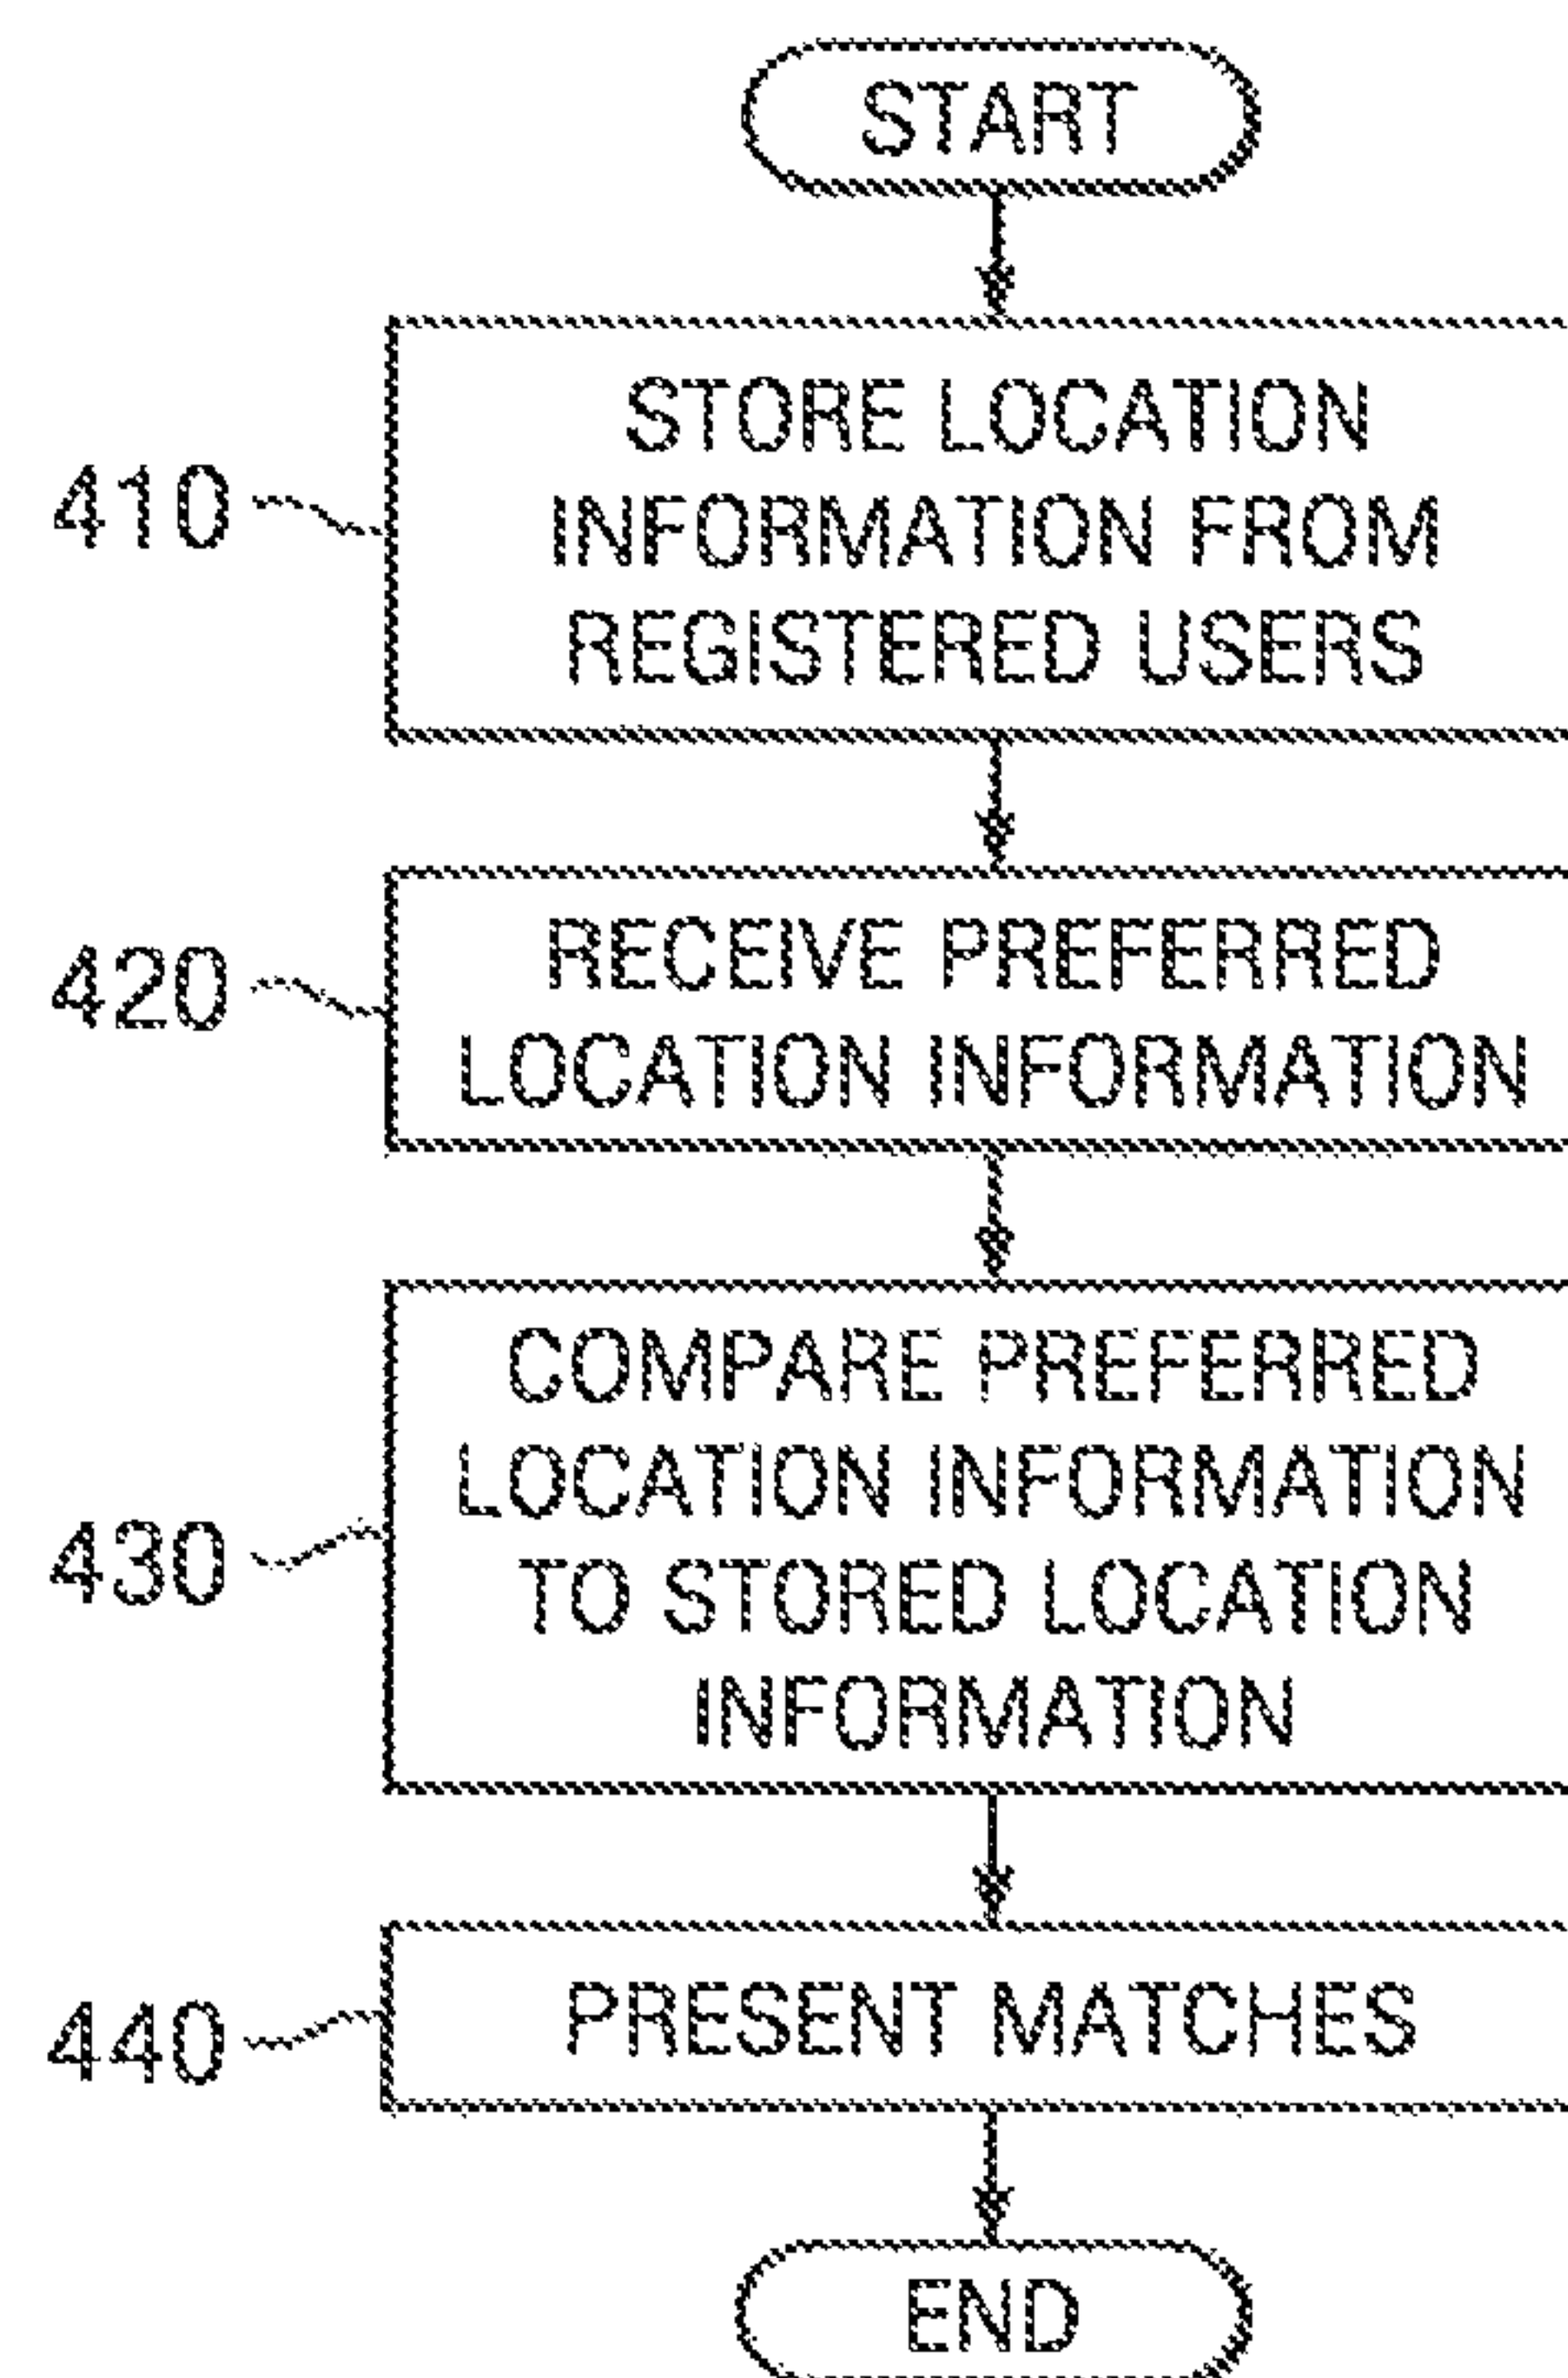 START
410
STORE LOCATION
INFORMATION FROM
REGISTERED USERS
420
RECEIVE PREFERRED
LOCATION INFORMATION
430
COMPARE PREFERRED
LOCATION INFORMATION
TO STORED LOCATION
INFORMATION
440
PRESENT MATCHES
END